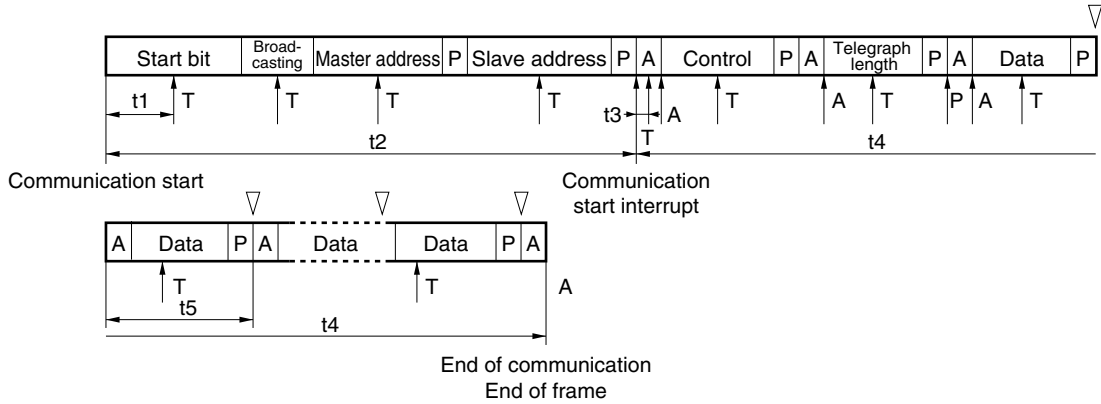 Start bit Broad-casting Master address P Slave address P A Control P A Telegraph length P A Data P
t1 T T T T t3 T A T A T P A T
t2 t4
Communication start Communication start interrupt
A Data P A Data Data P A
T T A
t5
t4
End of communication
End of frame